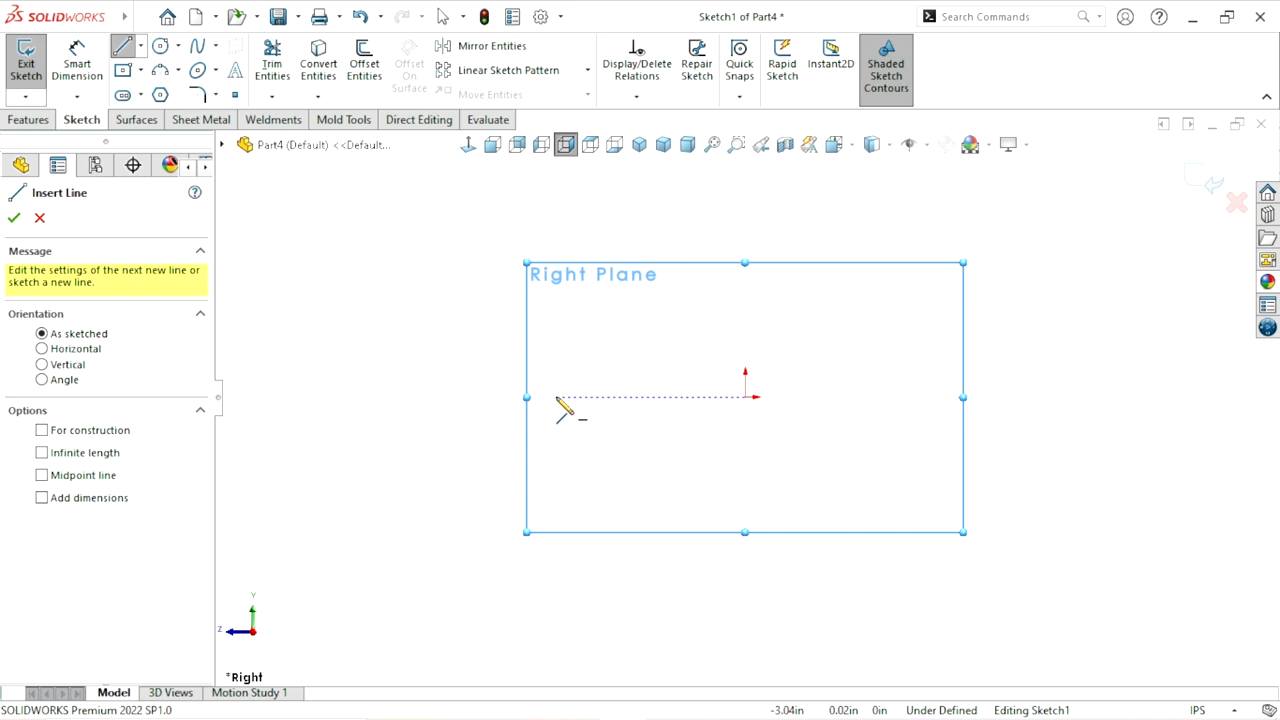 SOLIDWORKS
Sketch1 of Part4 *
Search Commands
Exit Sketch
Smart Dimension
Trim Entities
Convert Entities
Offset Entities
Offset On Surface
Mirror Entities
Linear Sketch Pattern
Move Entities
Display/Delete Relations
Repair Sketch
Quick Snaps
Rapid Sketch
Instant2D
Shaded Sketch Contours
Features
Sketch
Surfaces
Sheet Metal
Weldments
Mold Tools
Direct Editing
Evaluate
Part4 (Default) <<Default...
Insert Line
Message
Edit the settings of the next new line or
sketch a new line.
Orientation
As sketched
Horizontal
Vertical
Angle
Options
For construction
Infinite length
Midpoint line
Add dimensions
Right Plane
Y
Z
*Right
Model
3D Views
Motion Study 1
SOLIDWORKS Premium 2022 SP1.0
-3.04in
0.02in
0in
Under Defined
Editing Sketch1
IPS